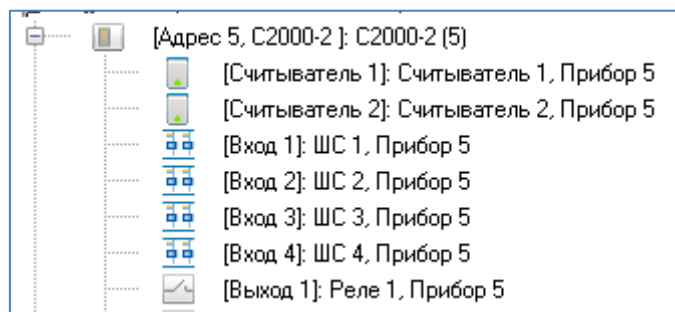 [Адрес 5, С2000-2 ]: С2000-2 (5)
[Считыватель 1]: Считыватель 1, Прибор 5
[Считыватель 2]: Считыватель 2, Прибор 5
[Вход 1]: ШС 1, Прибор 5
[Вход 2]: ШС 2, Прибор 5
[Вход 3]: ШС 3, Прибор 5
[Вход 4]: ШС 4, Прибор 5
[Выход 1]: Реле 1, Прибор 5